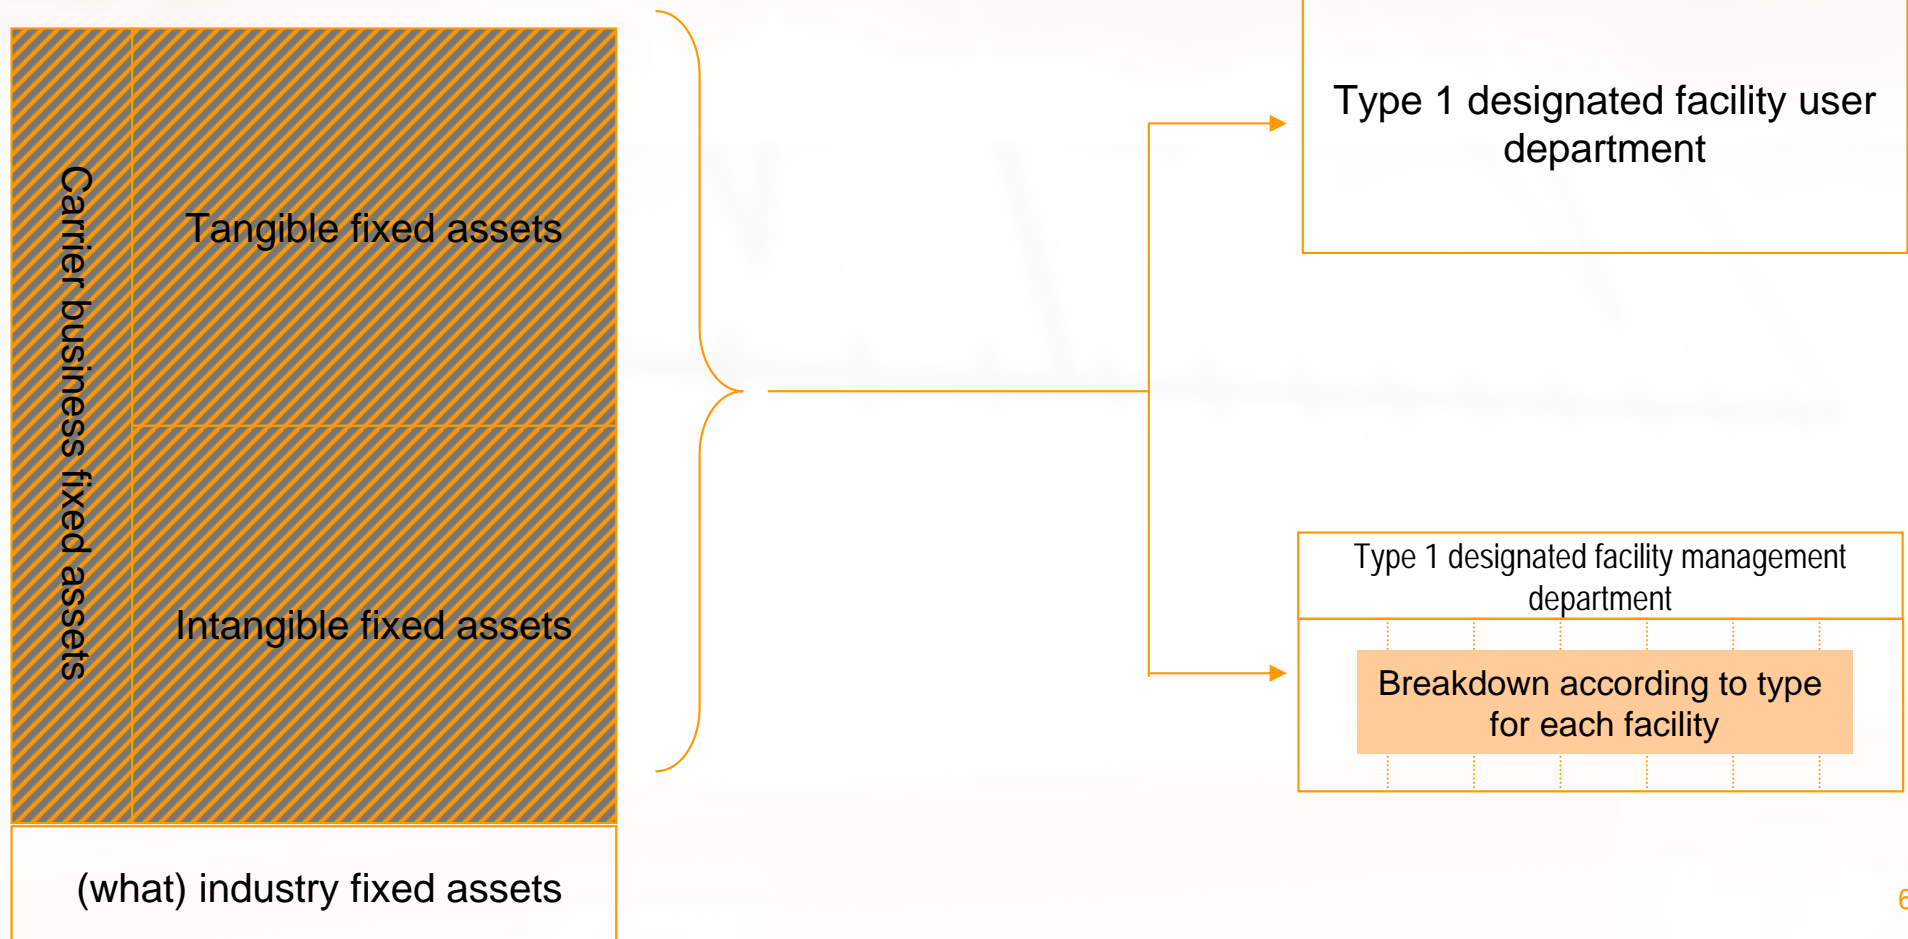 Carrier business fixed assets
Tangible fixed assets
Intangible fixed assets
(what) industry fixed assets
Type 1 designated facility user
department
Type 1 designated facility management
department
Breakdown according to type
for each facility
6